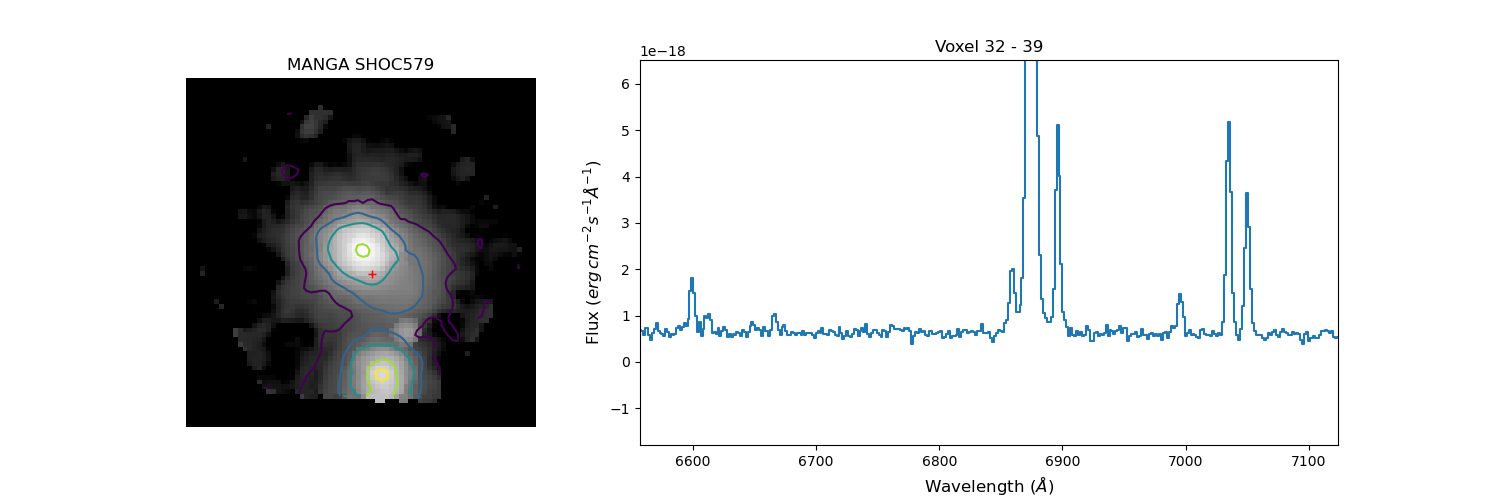 MANGA SHOC579
Voxel 32 - 39
1e−18
6
5
4
3
2
1
0
−1
Flux (erg cm⁻² s⁻¹ Å⁻¹)
6600 6700 6800 6900 7000 7100
Wavelength (Å)